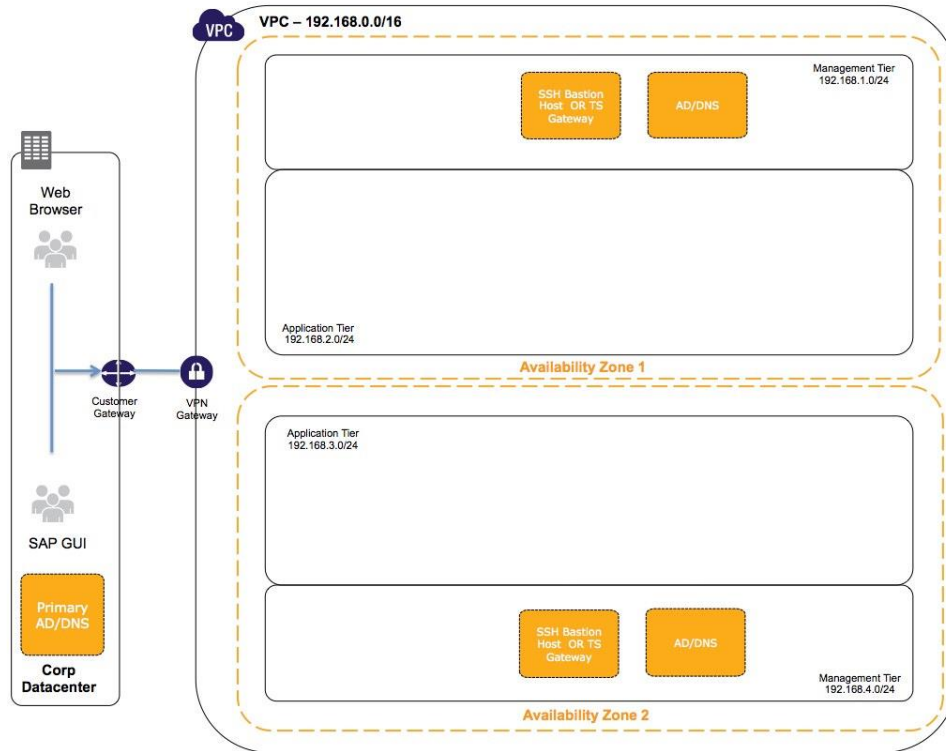 VPC
VPC – 192.168.0.0/16
Management Tier
192.168.1.0/24
SSH Bastion
Host OR TS
Gateway
AD/DNS
Application Tier
192.168.2.0/24
Availability Zone 1
Web
Browser
Customer
Gateway
VPN
Gateway
SAP GUI
Primary
AD/DNS
Corp
Datacenter
Application Tier
192.168.3.0/24
SSH Bastion
Host OR TS
Gateway
AD/DNS
Management Tier
192.168.4.0/24
Availability Zone 2